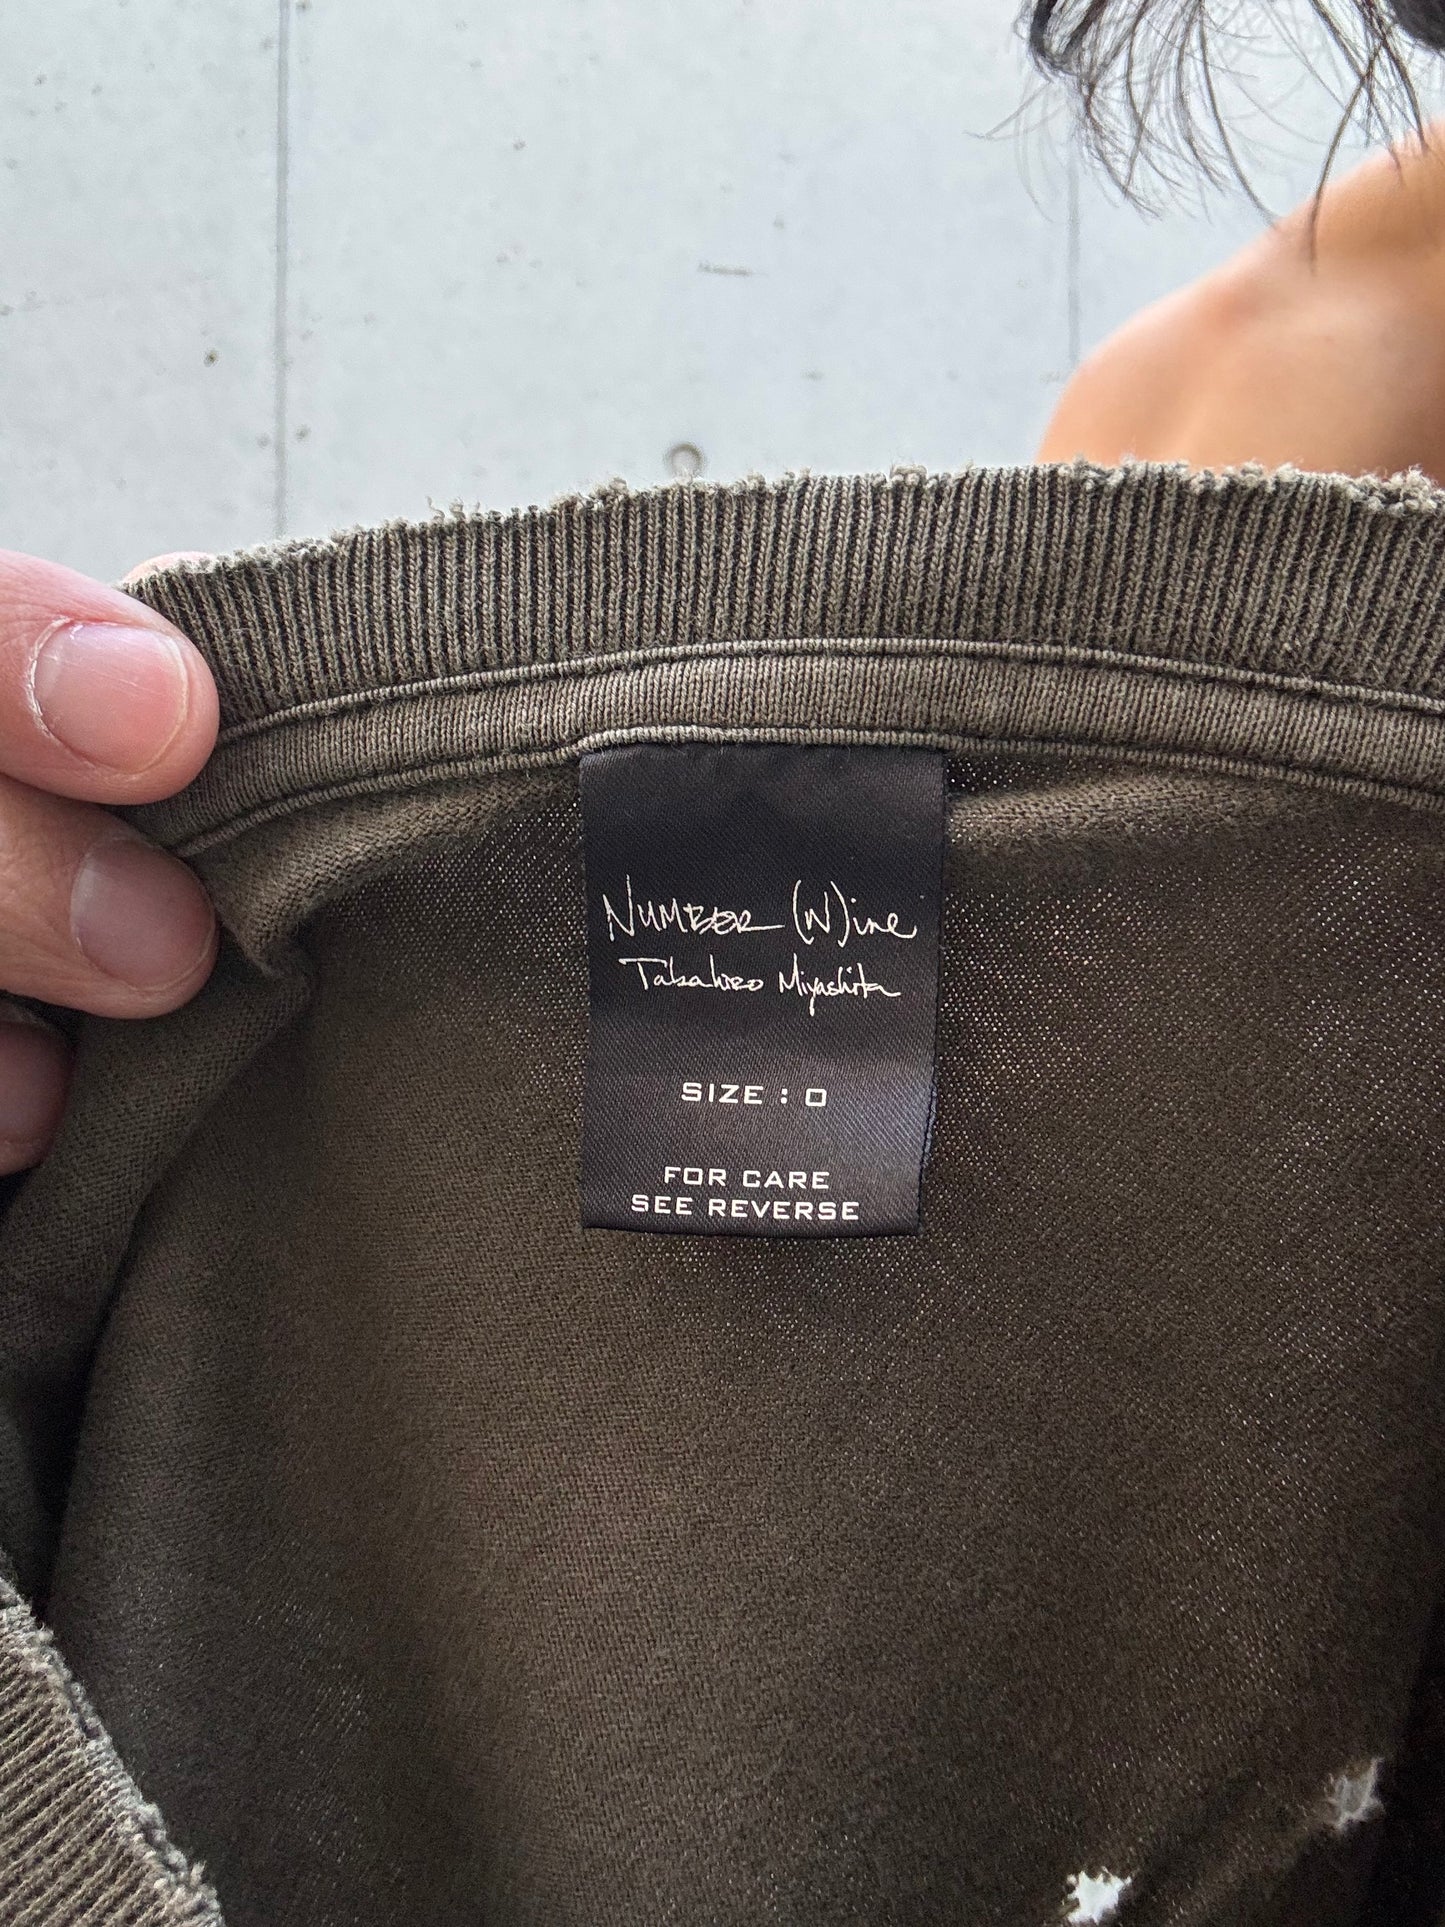 NUMBER (N)ine
Takahiro Miyashita
SIZE : 0
FOR CARE
SEE REVERSE